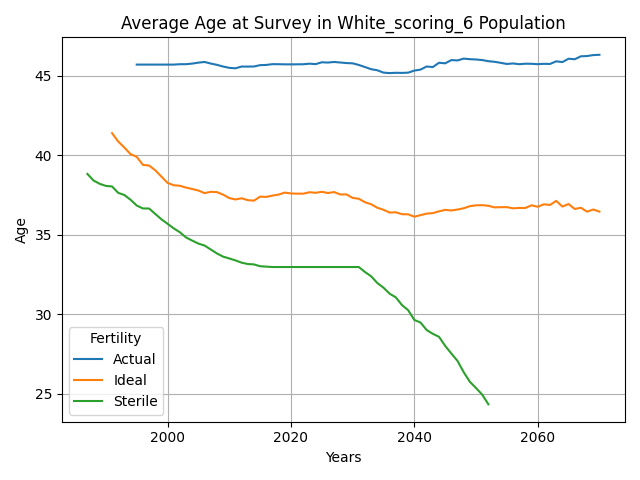 Average Age at Survey in White_scoring_6 Population
Age
45
40
35
30
25
Fertility
Actual
Ideal
Sterile
2000
2020
2040
2060
Years